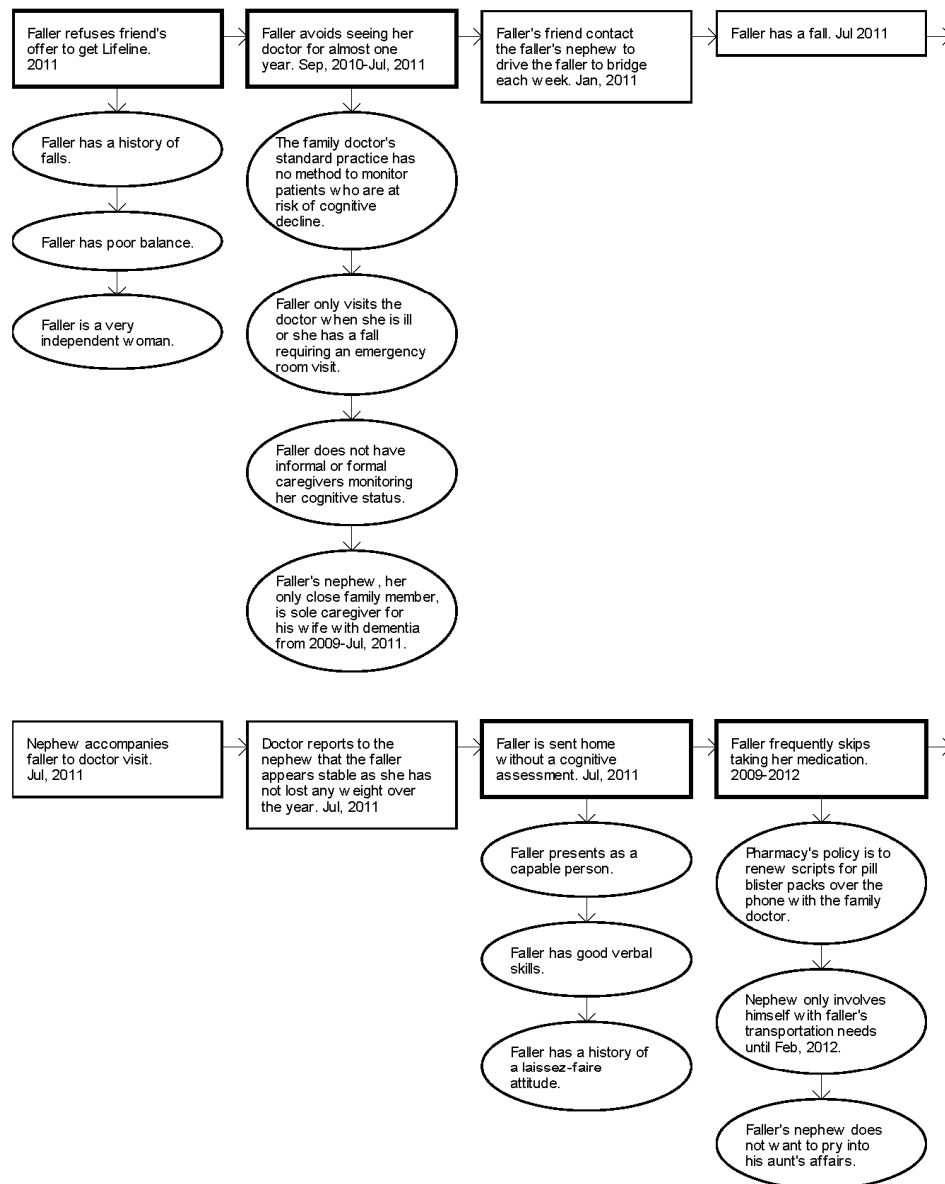 Faller refuses friend's
offer to get Lifeline.
2011
Faller avoids seeing her
doctor for almost one
year. Sep, 2010-Jul, 2011
Faller's friend contact
the faller's nephew to
drive the faller to bridge
each week. Jan, 2011
Faller has a fall. Jul 2011
Faller has a history of
falls.
Faller has poor balance.
Faller is a very
independent woman.
The family doctor's
standard practice has
no method to monitor
patients who are at
risk of cognitive
decline.
Faller only visits the
doctor when she is ill
or she has a fall
requiring an emergency
room visit.
Faller does not have
informal or formal
caregivers monitoring
her cognitive status.
Faller's nephew, her
only close family member,
is sole caregiver for
his wife with dementia
from 2009-Jul, 2011.
Nephew accompanies
faller to doctor visit.
Jul, 2011
Doctor reports to the
nephew that the faller
appears stable as she has
not lost any weight over
the year. Jul, 2011
Faller is sent home
without a cognitive
assessment. Jul, 2011
Faller frequently skips
taking her medication.
2009-2012
Faller presents as a
capable person.
Faller has good verbal
skills.
Faller has a history of
a laissez-faire
attitude.
Pharmacy's policy is to
renew scripts for pill
blister packs over the
phone with the family
doctor.
Nephew only involves
himself with faller's
transportation needs
until Feb, 2012.
Faller's nephew does
not want to pry into
his aunt's affairs.